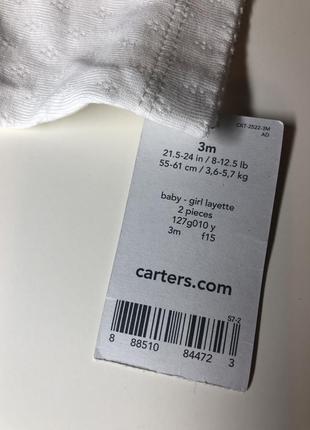 CKT-2522-3M
AD
3m
21.5-24 in / 8-12.5 lb
55-61 cm / 3,6-5,7 kg
baby - girl layette
2 pieces
127g010 y
3m f15
carters.com
S7-2
8 88510 84472 3